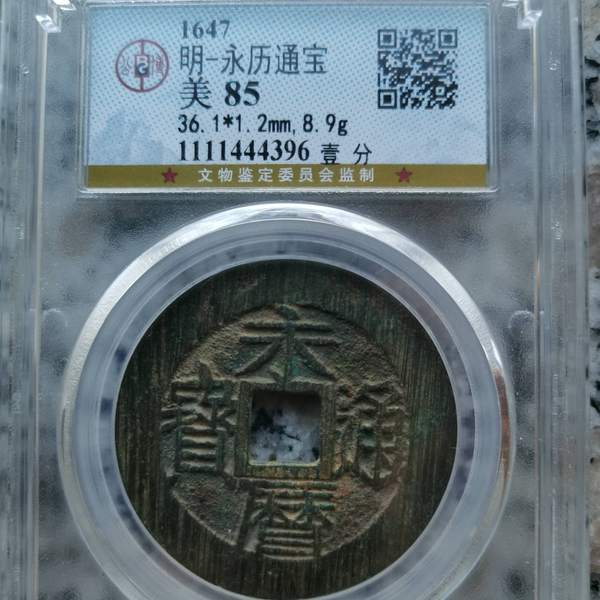 1647
明-永历通宝
美 85
36.1*1.2mm, 8.9g
1111444396 壹 分
★ 文物鉴定委员会监制 ★
永曆通寳